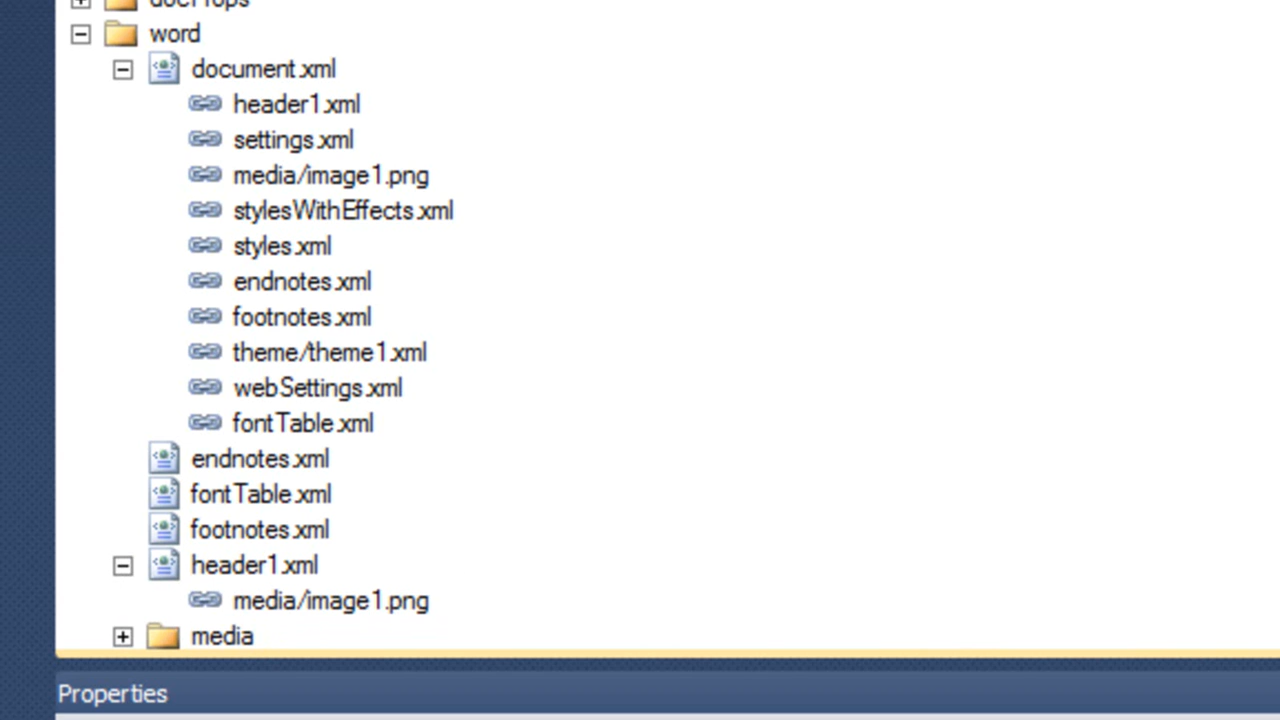 docProps
word
document.xml
header1.xml
settings.xml
media/image1.png
stylesWithEffects.xml
styles.xml
endnotes.xml
footnotes.xml
theme/theme1.xml
webSettings.xml
fontTable.xml
endnotes.xml
fontTable.xml
footnotes.xml
header1.xml
media/image1.png
media
Properties